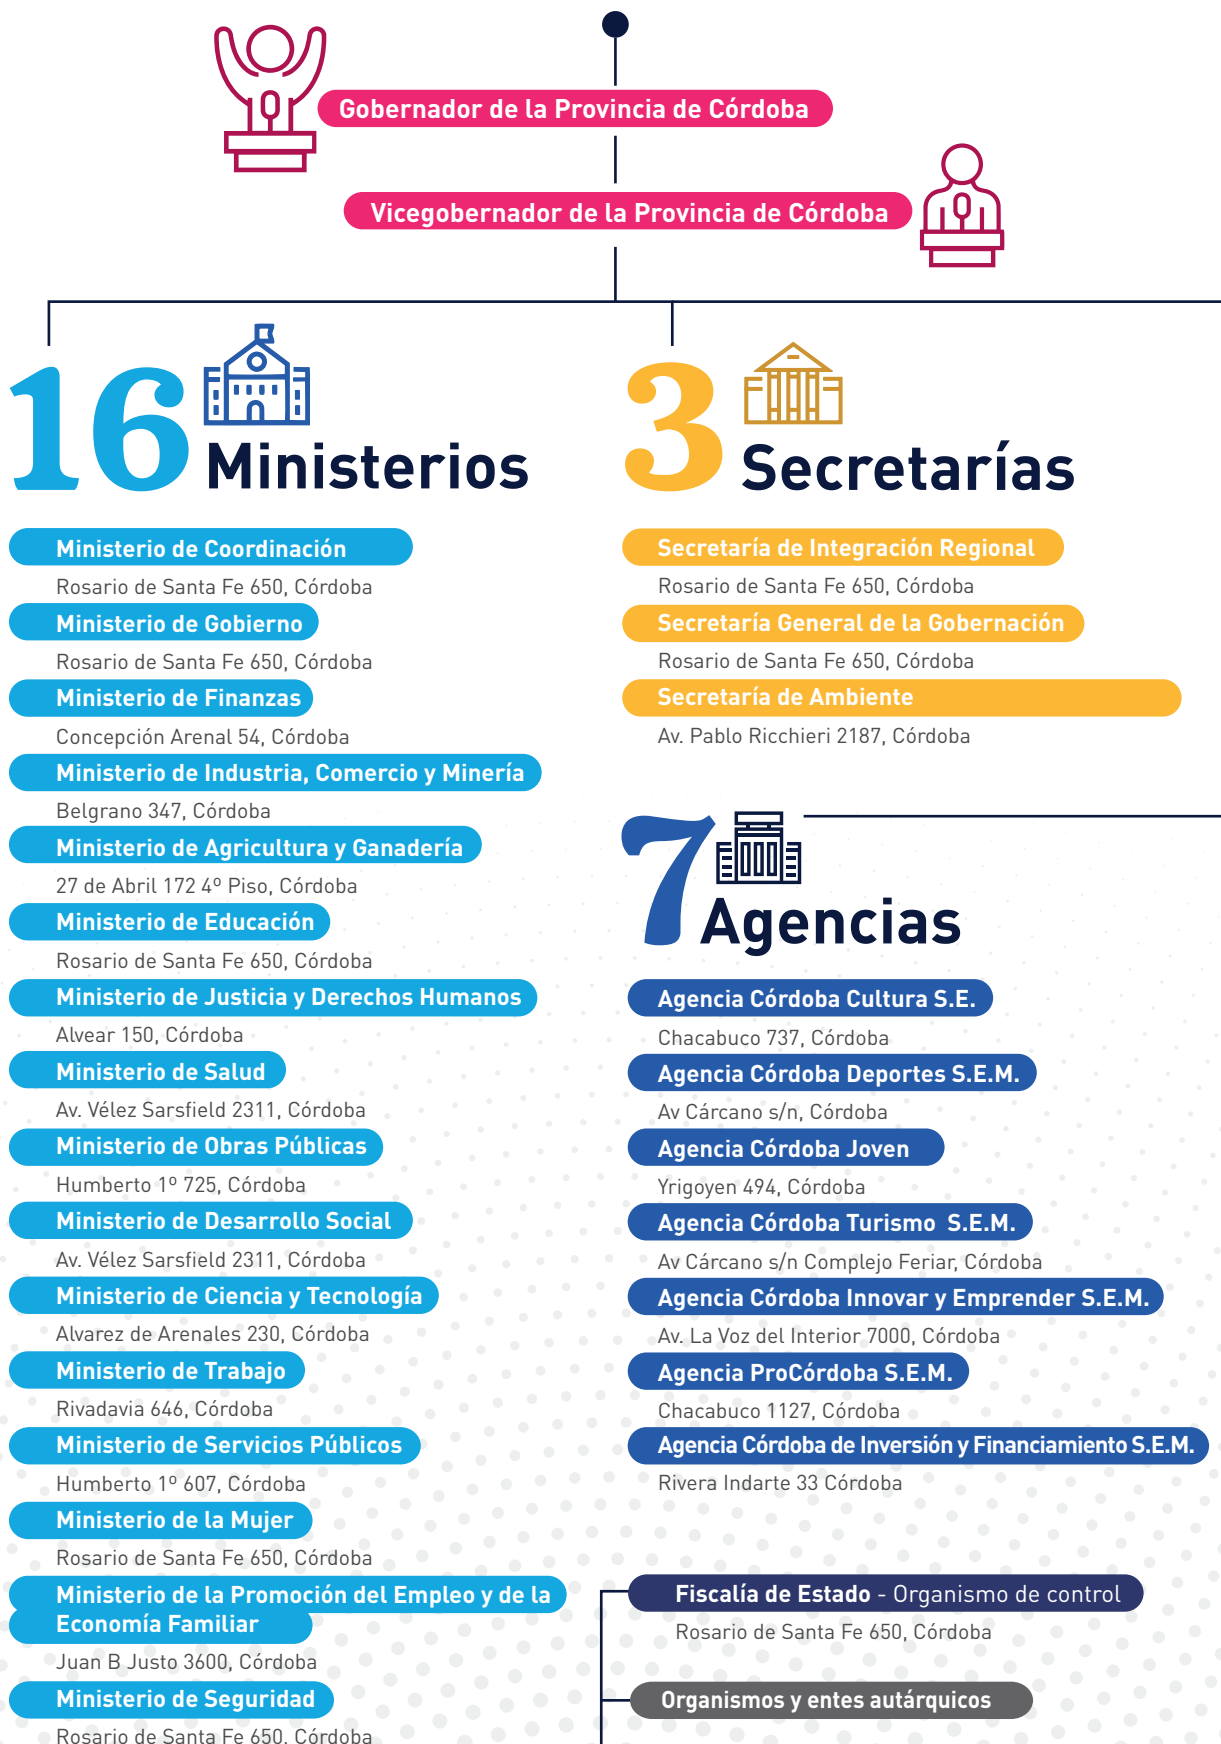 Gobernador de la Provincia de Córdoba
Vicegobernador de la Provincia de Córdoba
16 Ministerios
Ministerio de Coordinación
Rosario de Santa Fe 650, Córdoba
Ministerio de Gobierno
Rosario de Santa Fe 650, Córdoba
Ministerio de Finanzas
Concepción Arenal 54, Córdoba
Ministerio de Industria, Comercio y Minería
Belgrano 347, Córdoba
Ministerio de Agricultura y Ganadería
27 de Abril 172 4º Piso, Córdoba
Ministerio de Educación
Rosario de Santa Fe 650, Córdoba
Ministerio de Justicia y Derechos Humanos
Alvear 150, Córdoba
Ministerio de Salud
Av. Vélez Sarsfield 2311, Córdoba
Ministerio de Obras Públicas
Humberto 1º 725, Córdoba
Ministerio de Desarrollo Social
Av. Vélez Sarsfield 2311, Córdoba
Ministerio de Ciencia y Tecnología
Alvarez de Arenales 230, Córdoba
Ministerio de Trabajo
Rivadavia 646, Córdoba
Ministerio de Servicios Públicos
Humberto 1º 607, Córdoba
Ministerio de la Mujer
Rosario de Santa Fe 650, Córdoba
Ministerio de la Promoción del Empleo y de la
Economía Familiar
Juan B Justo 3600, Córdoba
Ministerio de Seguridad
Rosario de Santa Fe 650, Córdoba
3 Secretarías
Secretaría de Integración Regional
Rosario de Santa Fe 650, Córdoba
Secretaría General de la Gobernación
Rosario de Santa Fe 650, Córdoba
Secretaría de Ambiente
Av. Pablo Ricchieri 2187, Córdoba
7 Agencias
Agencia Córdoba Cultura S.E.
Chacabuco 737, Córdoba
Agencia Córdoba Deportes S.E.M.
Av Cárcano s/n, Córdoba
Agencia Córdoba Joven
Yrigoyen 494, Córdoba
Agencia Córdoba Turismo S.E.M.
Av Cárcano s/n Complejo Feriar, Córdoba
Agencia Córdoba Innovar y Emprender S.E.M.
Av. La Voz del Interior 7000, Córdoba
Agencia ProCórdoba S.E.M.
Chacabuco 1127, Córdoba
Agencia Córdoba de Inversión y Financiamiento S.E.M.
Rivera Indarte 33 Córdoba
Fiscalía de Estado - Organismo de control
Rosario de Santa Fe 650, Córdoba
Organismos y entes autárquicos